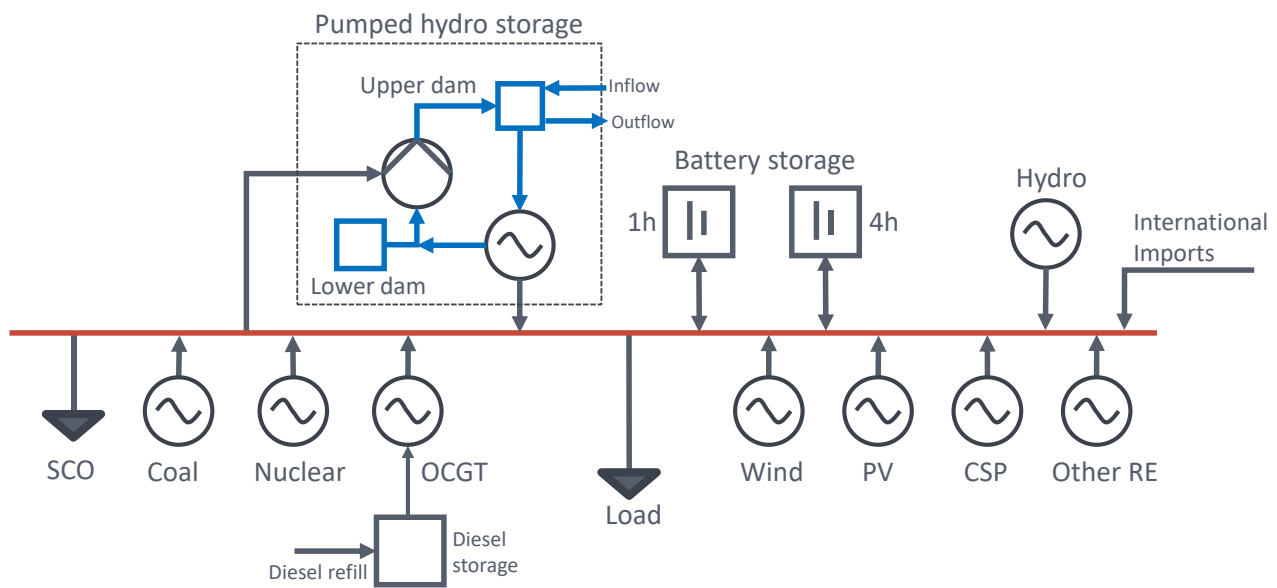 Pumped hydro storage
Upper dam
Inflow
Outflow
Lower dam
Battery storage
1h
4h
Hydro
International
Imports
SCO
Coal
Nuclear
OCGT
Load
Wind
PV
CSP
Other RE
Diesel refill
Diesel
storage